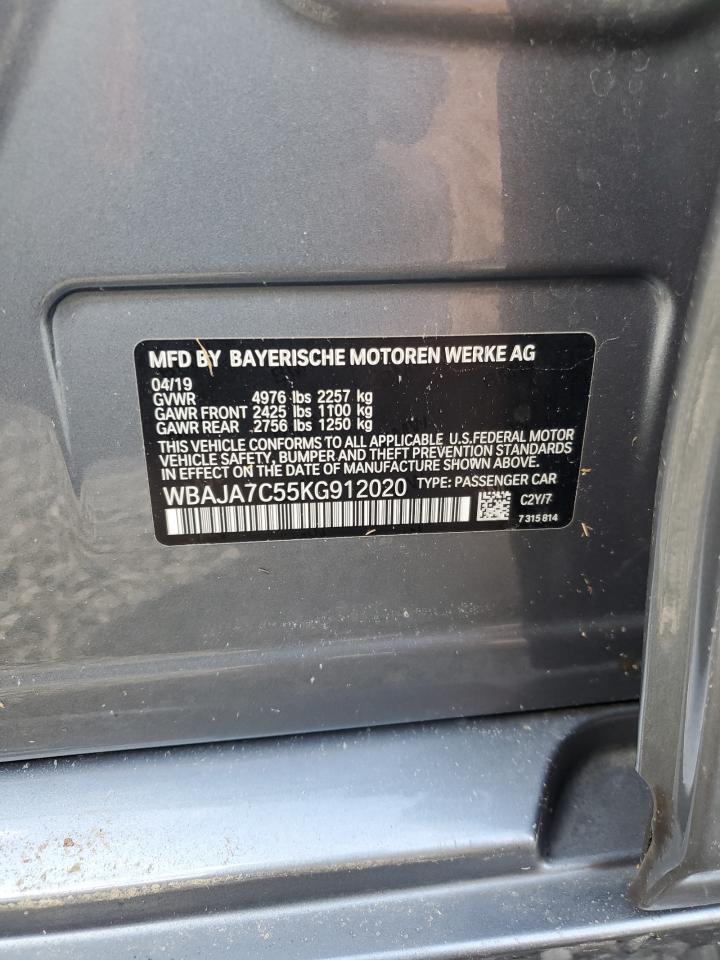 MFD BY BAYERISCHE MOTOREN WERKE AG
04/19
GVWR 4976 lbs 2257 kg
GAWR FRONT 2425 lbs 1100 kg
GAWR REAR 2756 lbs 1250 kg
THIS VEHICLE CONFORMS TO ALL APPLICABLE U.S.FEDERAL MOTOR
VEHICLE SAFETY, BUMPER AND THEFT PREVENTION STANDARDS
IN EFFECT ON THE DATE OF MANUFACTURE SHOWN ABOVE.
WBAJA7C55KG912020 TYPE: PASSENGER CAR
C2Y/7
7 315 814